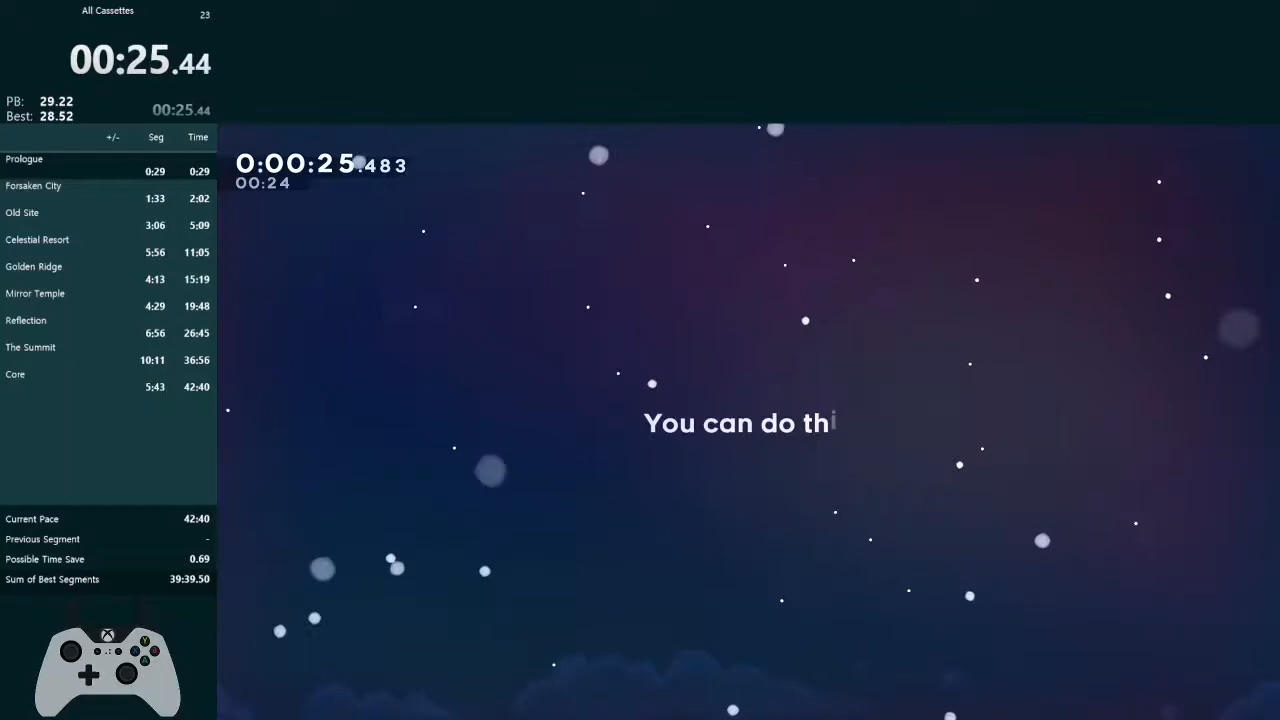 All Cassettes
23
00:25.44
PB: 29.22
Best: 28.52
00:25.44
+/- Seg Time
Prologue
0:29 0:29
Forsaken City
1:33 2:02
Old Site
3:06 5:09
Celestial Resort
5:56 11:05
Golden Ridge
4:13 15:19
Mirror Temple
4:29 19:48
Reflection
6:56 26:45
The Summit
10:11 36:56
Core
5:43 42:40
Current Pace 42:40
Previous Segment -
Possible Time Save 0.69
Sum of Best Segments 39:39.50
0:00:25.483
00:24
You can do thi
Y
X B
A